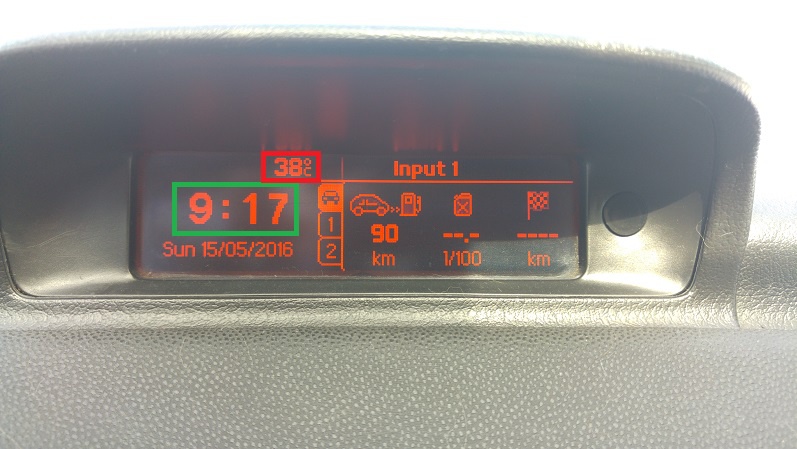 38°C Input 1
9:17
1
90 --.- ----
Sun 15/05/2016
2
km 1/100 km